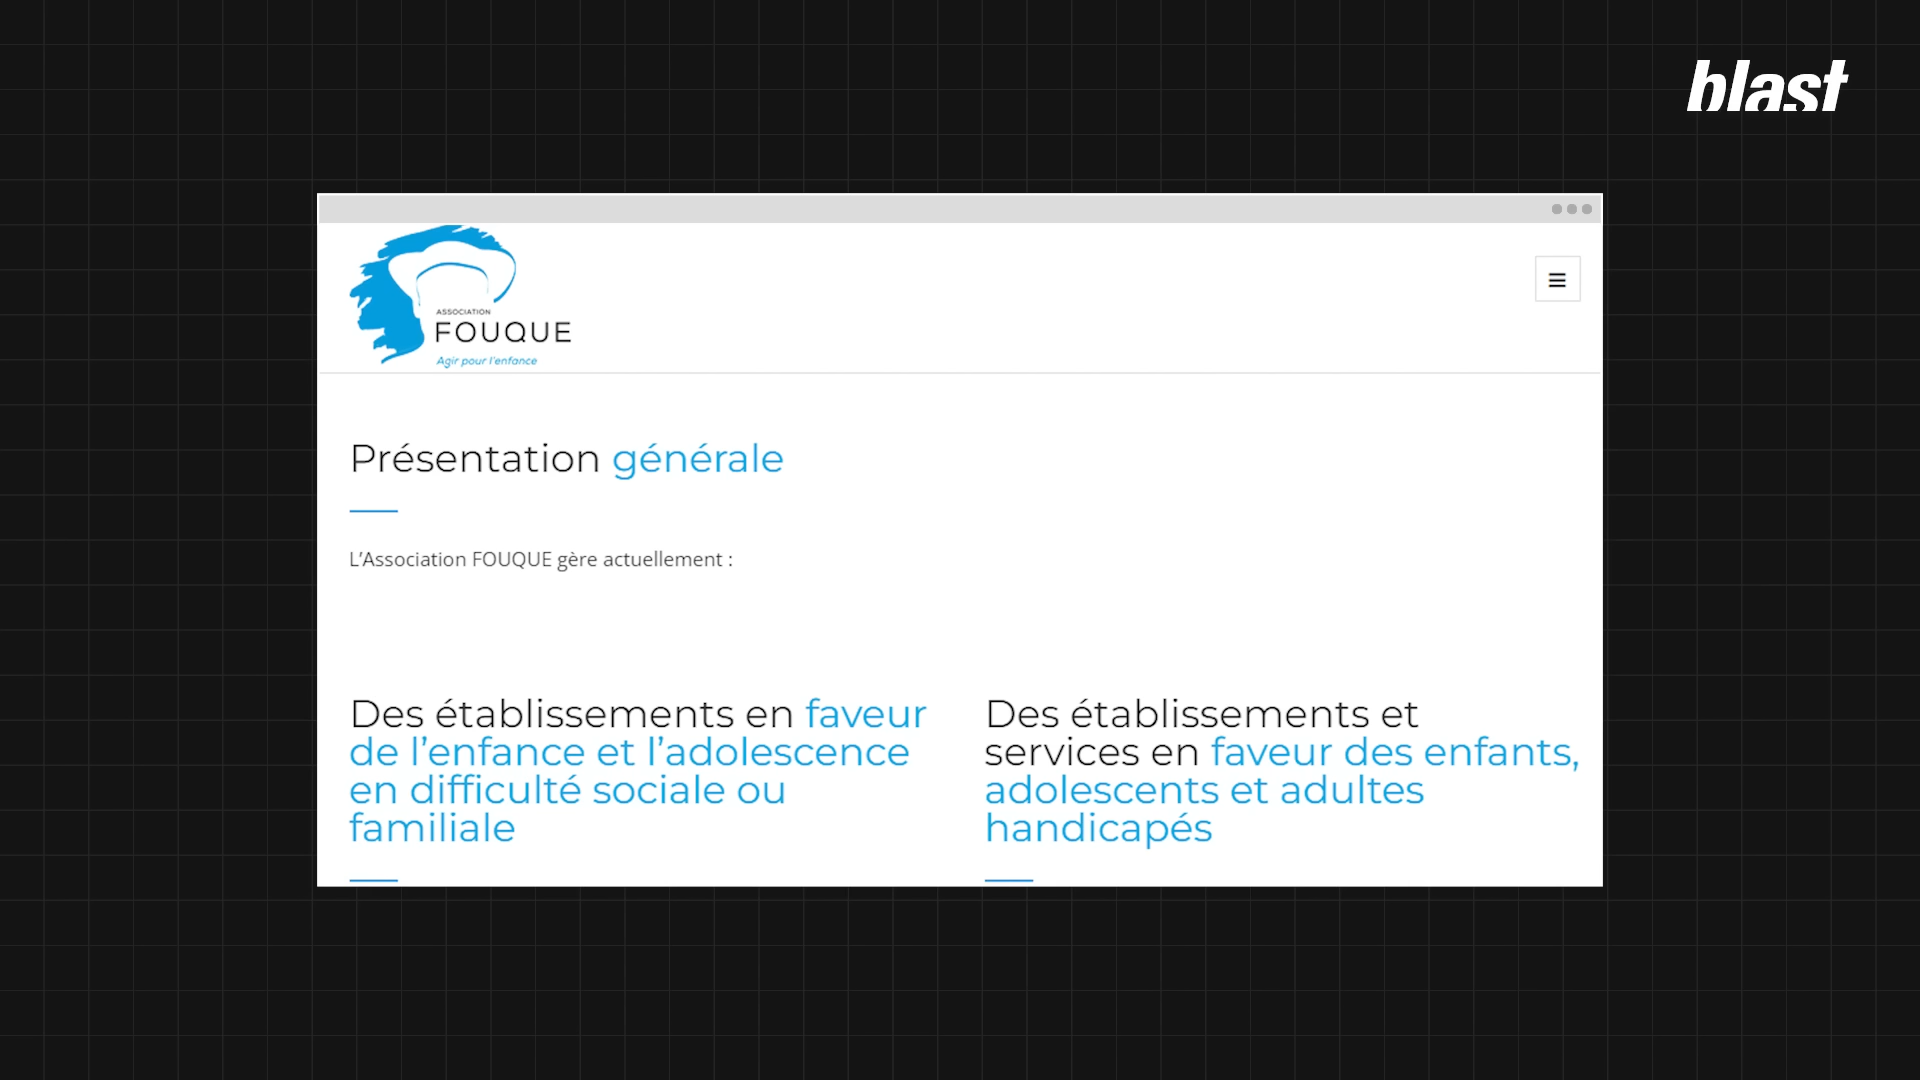 blast
ASSOCIATION
FOUQUE
Agir pour l'enfance
Présentation générale
L'Association FOUQUE gère actuellement :
Des établissements en faveur
de l'enfance et l'adolescence
en difficulté sociale ou
familiale
Des établissements et
services en faveur des enfants,
adolescents et adultes
handicapés